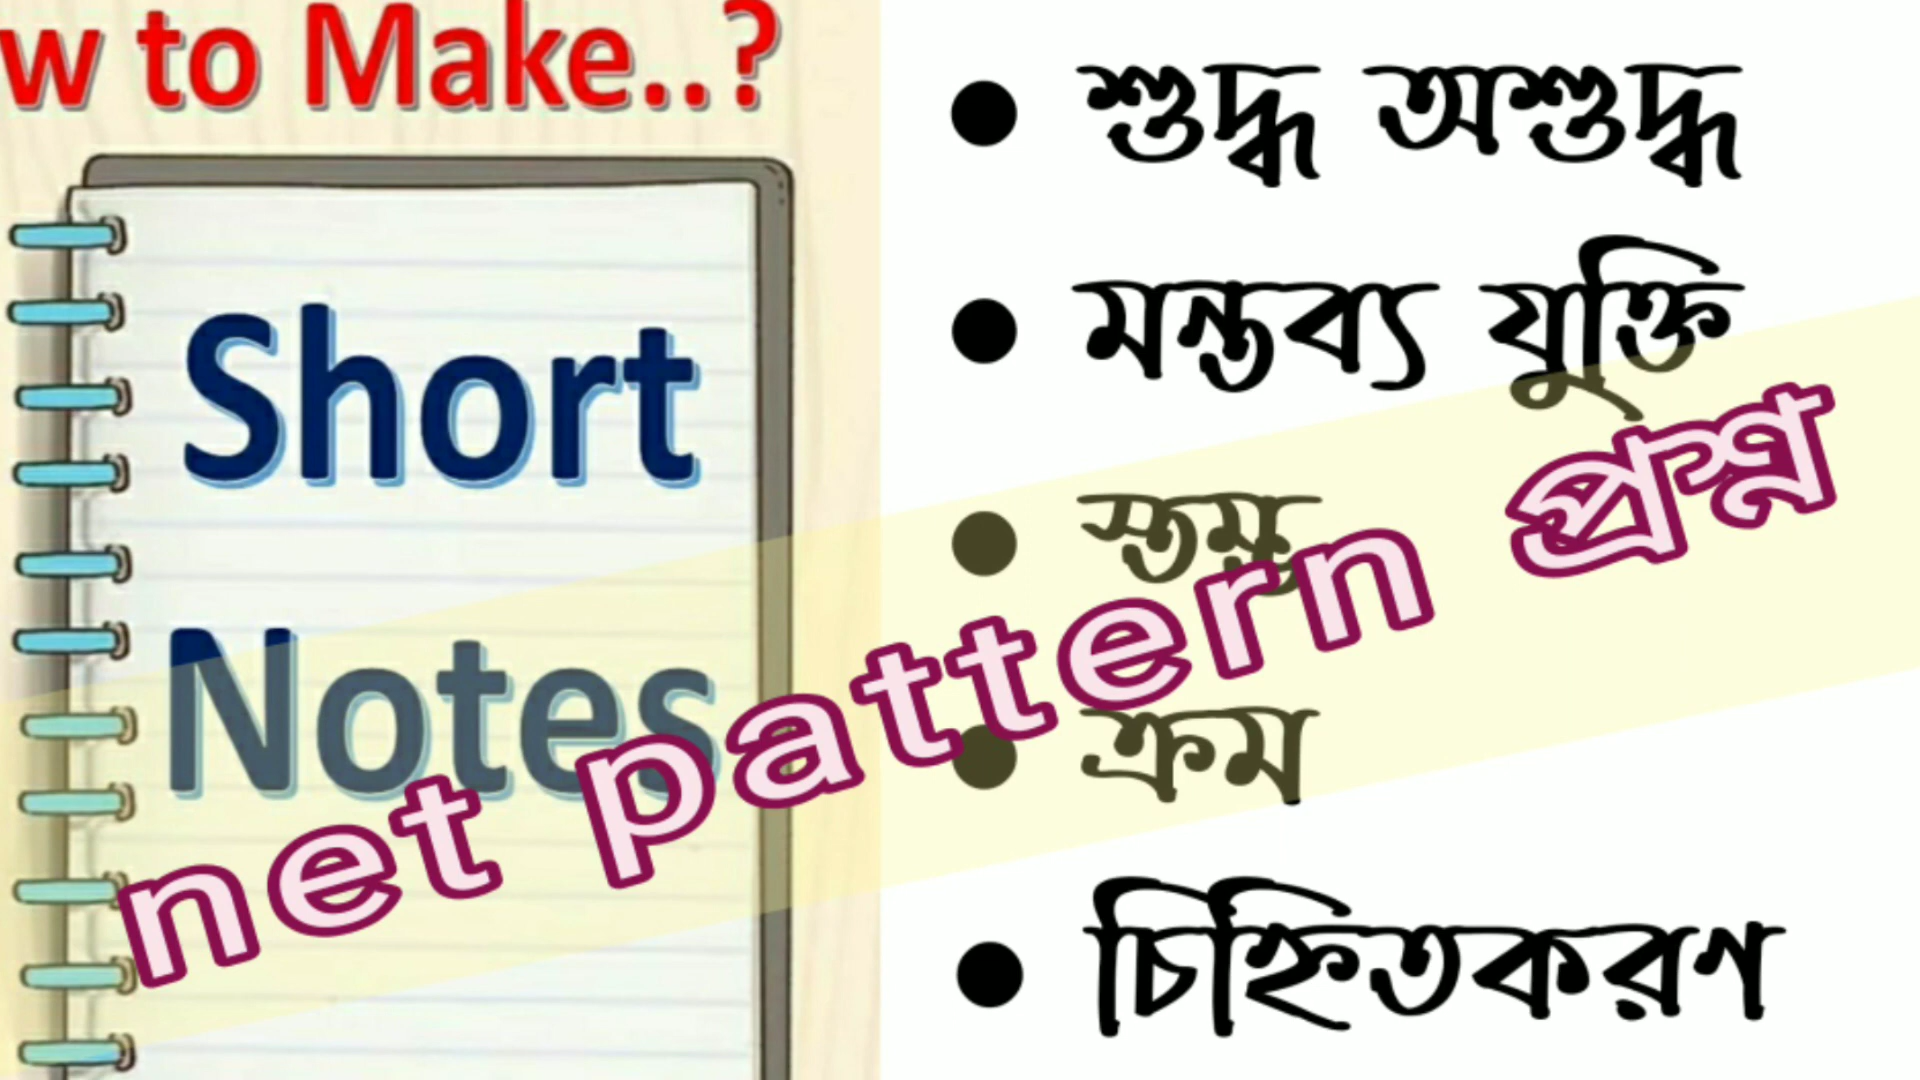 w to Make..?
Short
Notes
• শুদ্ধ অশুদ্ধ
• মন্তব্য যুক্তি
• স্তম্ভ
• ক্রম
• চিহ্নিতকরণ
net pattern প্রশ্ন